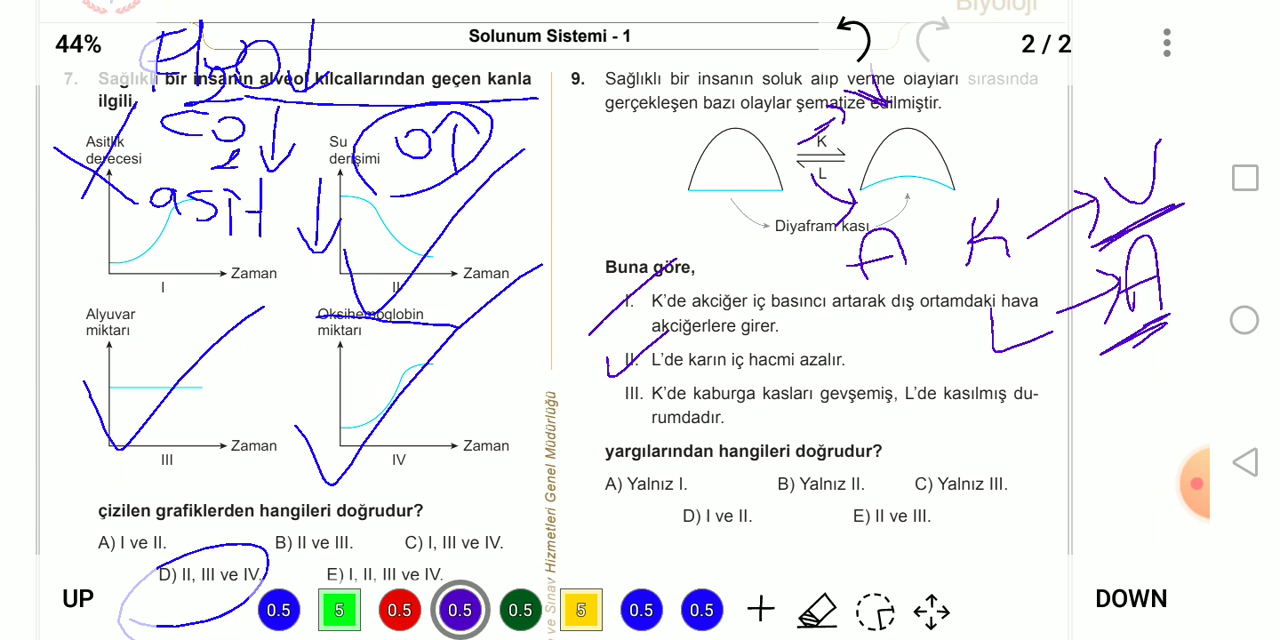 Biyoloji
44%
Solunum Sistemi - 1
2 / 2
7. Sağlıklı bir insanın alveol kılcallarından geçen kanla
ilgili,
CO2
asit
Asitlik
derecesi
Zaman
I
Su
derişimi
Zaman
II
Alyuvar
miktarı
Zaman
III
Oksihemoglobin
miktarı
Zaman
IV
çizilen grafiklerden hangileri doğrudur?
A) I ve II.
B) II ve III.
C) I, III ve IV.
D) II, III ve IV.
E) I, II, III ve IV.
ve Sınav Hizmetleri Genel Müdürlüğü
9. Sağlıklı bir insanın soluk alıp verme olayları sırasında
gerçekleşen bazı olaylar şematize edilmiştir.
K
L
Diyafram kası
A
K V
L A
Buna göre,
I. K'de akciğer iç basıncı artarak dış ortamdaki hava
akciğerlere girer.
II. L'de karın iç hacmi azalır.
III. K'de kaburga kasları gevşemiş, L'de kasılmış du-
rumdadır.
yargılarından hangileri doğrudur?
A) Yalnız I.
B) Yalnız II.
C) Yalnız III.
D) I ve II.
E) II ve III.
UP
0.5
5
0.5
0.5
0.5
5
0.5
0.5
DOWN